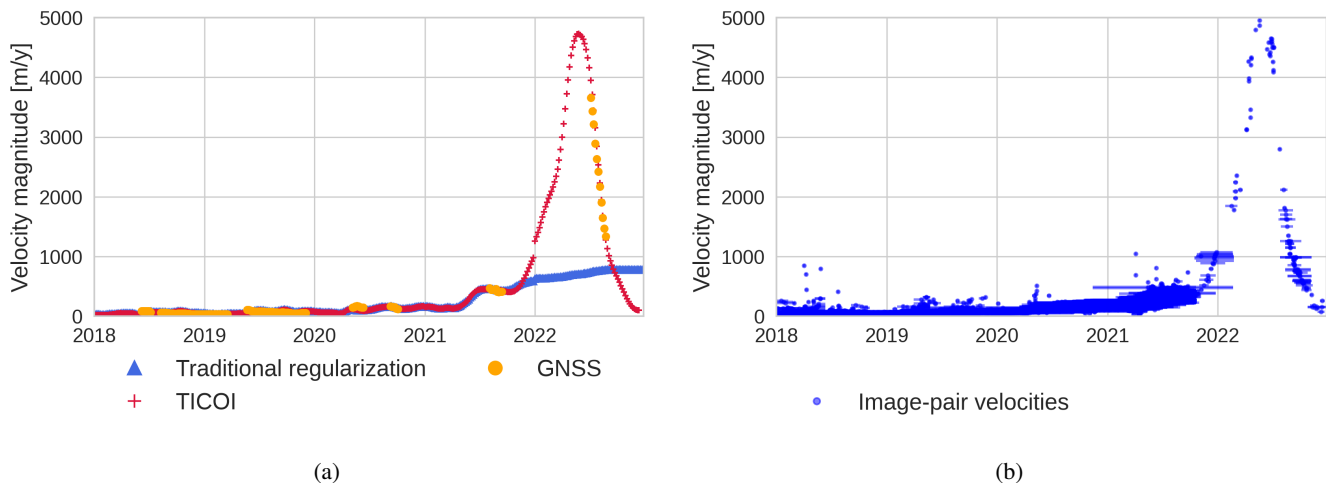 Velocity magnitude [m/y]
5000
4000
3000
2000
1000
0
2018 2019 2020 2021 2022
Traditional regularization
GNSS
TICOI
(a)
Velocity magnitude [m/y]
5000
4000
3000
2000
1000
0
2018 2019 2020 2021 2022
Image-pair velocities
(b)